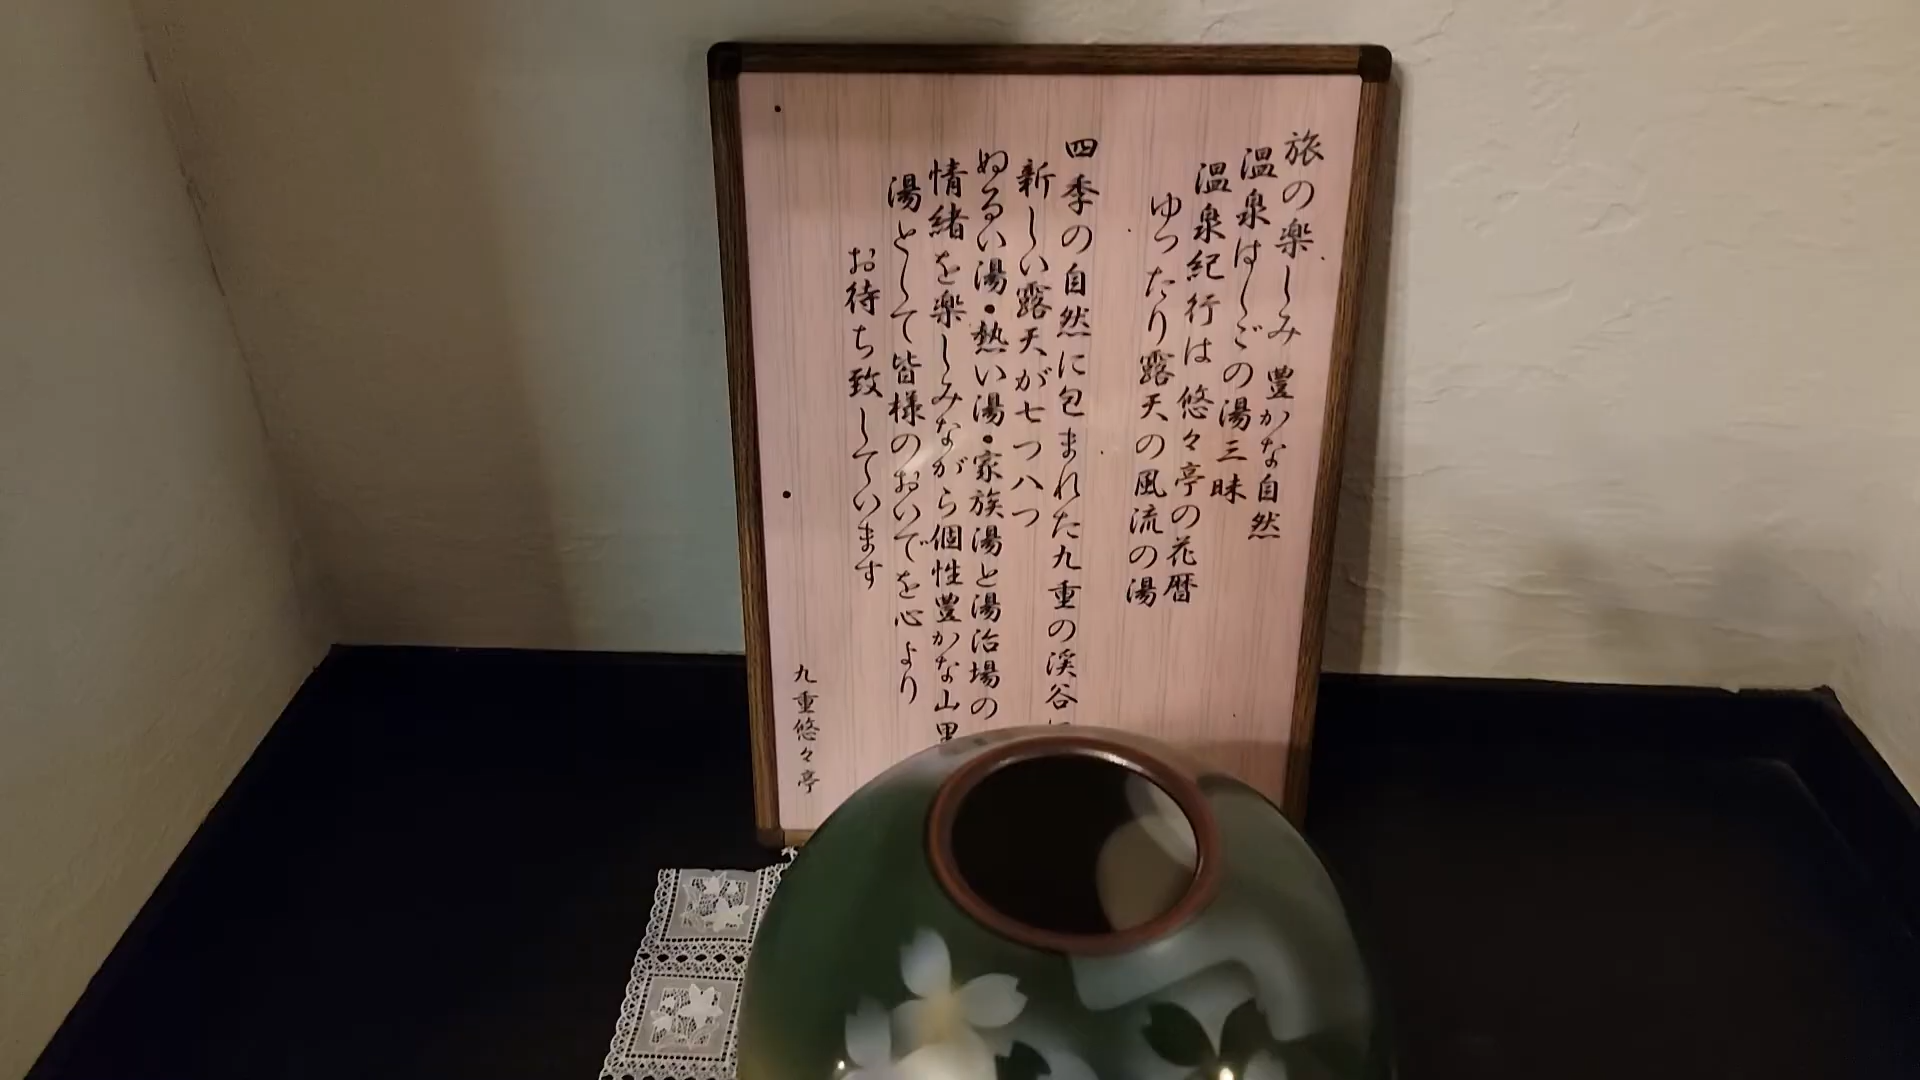 旅の楽しみ 豊かな自然
温泉はしごの湯三昧
温泉紀行は 悠々亭の花暦
ゆったり露天の風流の湯
四季の自然に包まれた九重の渓谷に
新しい露天が七つ八つ
ぬるい湯・熱い湯・家族湯と湯治場の
情緒を楽しみながら個性豊かな山里
湯として皆様のおいでを心より
お待ち致しています
九重悠々亭